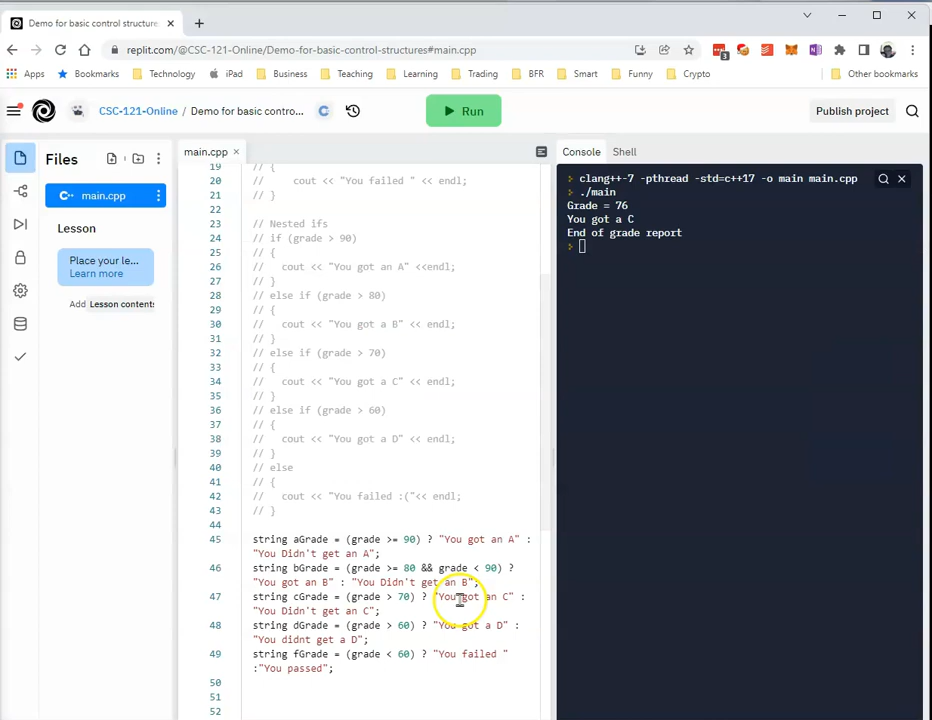 Demo for basic control structure
replit.com/@CSC-121-Online/Demo-for-basic-control-structures#main.cpp
3
Apps Bookmarks Technology iPad Business Teaching Learning Trading BFR Smart Funny Crypto Other bookmarks
CSC-121-Online / Demo for basic contro... Run Publish project
Files
main.cpp
Lesson
Place your le...
Learn more
Add Lesson content:
main.cpp
19 // {
20 // cout << "You failed " << endl;
21 // }
22
23 // Nested ifs
24 // if (grade > 90)
25 // {
26 // cout << "You got an A" <<endl;
27 // }
28 // else if (grade > 80)
29 // {
30 // cout << "You got a B" << endl;
31 // }
32 // else if (grade > 70)
33 // {
34 // cout << "You got a C" << endl;
35 // }
36 // else if (grade > 60)
37 // {
38 // cout << "You got a D" << endl;
39 // }
40 // else
41 // {
42 // cout << "You failed :("<< endl;
43 // }
44
45 string aGrade = (grade >= 90) ? "You got an A" :
"You Didn't get an A";
46 string bGrade = (grade >= 80 && grade < 90) ?
"You got an B" : "You Didn't get an B";
47 string cGrade = (grade > 70) ? "You got an C" :
"You Didn't get an C";
48 string dGrade = (grade > 60) ? "You got a D" :
"You didnt get a D";
49 string fGrade = (grade < 60) ? "You failed "
:"You passed";
50
51
52
Console Shell
> clang++-7 -pthread -std=c++17 -o main main.cpp
> ./main
Grade = 76
You got a C
End of grade report
>